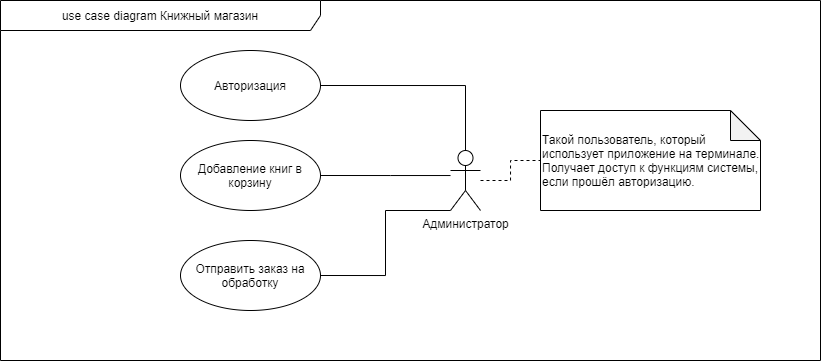 use case diagram Книжный магазин
Авторизация
Добавление книг в
корзину
Отправить заказ на
обработку
Администратор
Такой пользователь, который
использует приложение на терминале.
Получает доступ к функциям системы,
если прошёл авторизацию.